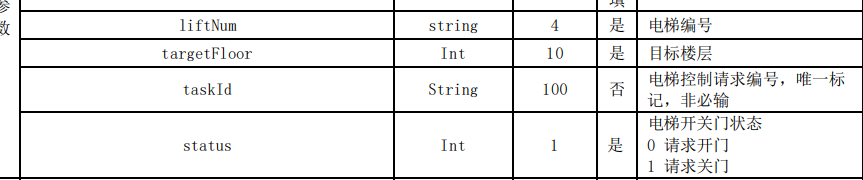 参
数
填
liftNum string 4 是 电梯编号
targetFloor Int 10 是 目标楼层
taskId String 100 否 电梯控制请求编号，唯一标
记，非必输
status Int 1 是 电梯开关门状态
0 请求开门
1 请求关门